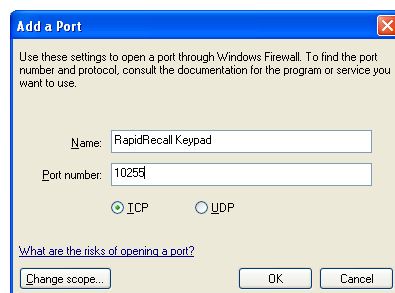 Add a Port
Use these settings to open a port through Windows Firewall. To find the port
number and protocol, consult the documentation for the program or service you
want to use.
Name: RapidRecall Keypad
Port number: 10255
TCP UDP
What are the risks of opening a port?
Change scope... OK Cancel